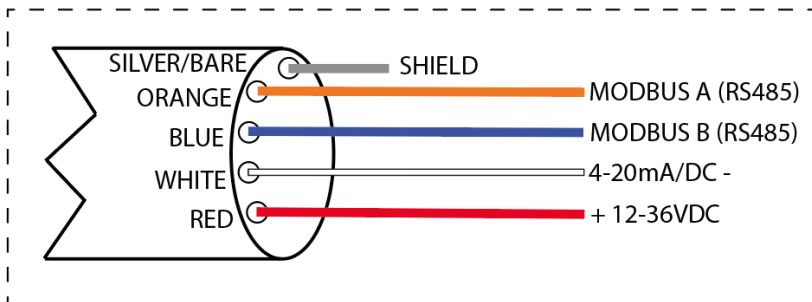 SILVER/BARE SHIELD
ORANGE MODBUS A (RS485)
BLUE MODBUS B (RS485)
WHITE 4-20mA/DC -
RED + 12-36VDC